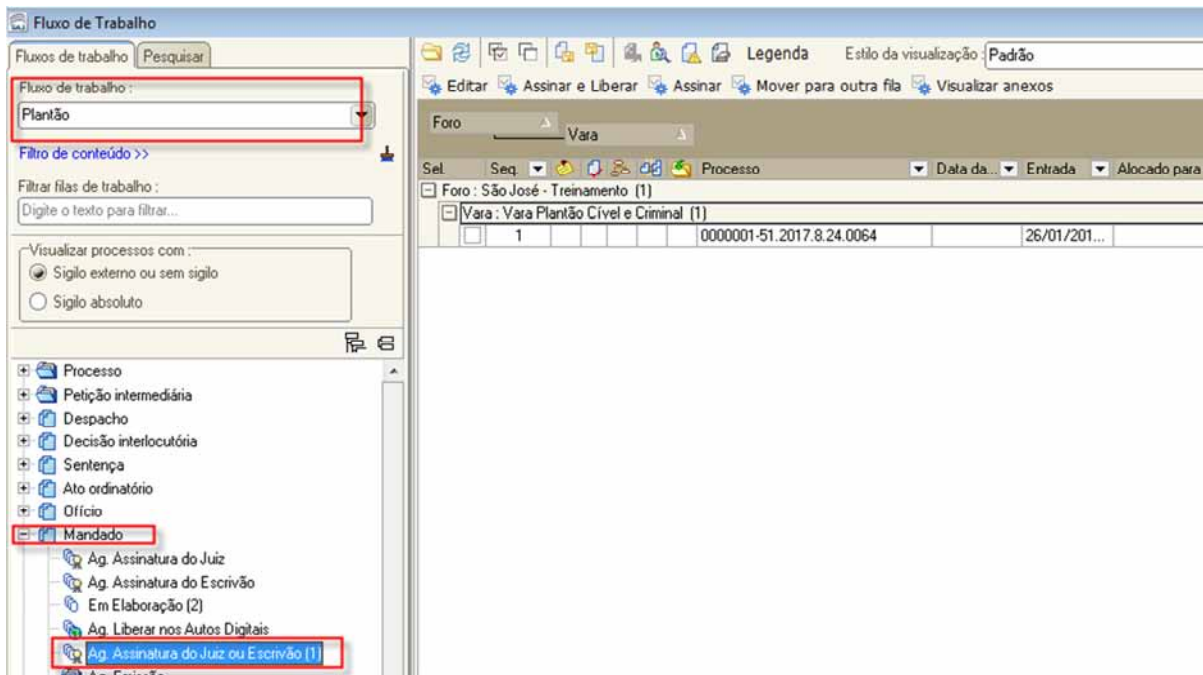 Fluxo de Trabalho
Fluxos de trabalho Pesquisar
Fluxo de trabalho :
Plantão
Filtro de conteúdo >>
Filtrar filas de trabalho :
Digite o texto para filtrar...
Visualizar processos com :
Sigilo externo ou sem sigilo
Sigilo absoluto
Processo
Petição intermediária
Despacho
Decisão interlocutória
Sentença
Ato ordinatório
Ofício
Mandado
Ag. Assinatura do Juiz
Ag. Assinatura do Escrivão
Em Elaboração (2)
Ag. Liberar nos Autos Digitais
Ag. Assinatura do Juiz ou Escrivão (1)
Ag. Emissão
Legenda Estilo da visualização : Padrão
Editar Assinar e Liberar Assinar Mover para outra fila Visualizar anexos
Foro
Vara
Sel. Seq. Processo Data da... Entrada Alocado para
Foro : São José - Treinamento (1)
Vara : Vara Plantão Cível e Criminal (1)
1 0000001-51.2017.8.24.0064 26/01/201...